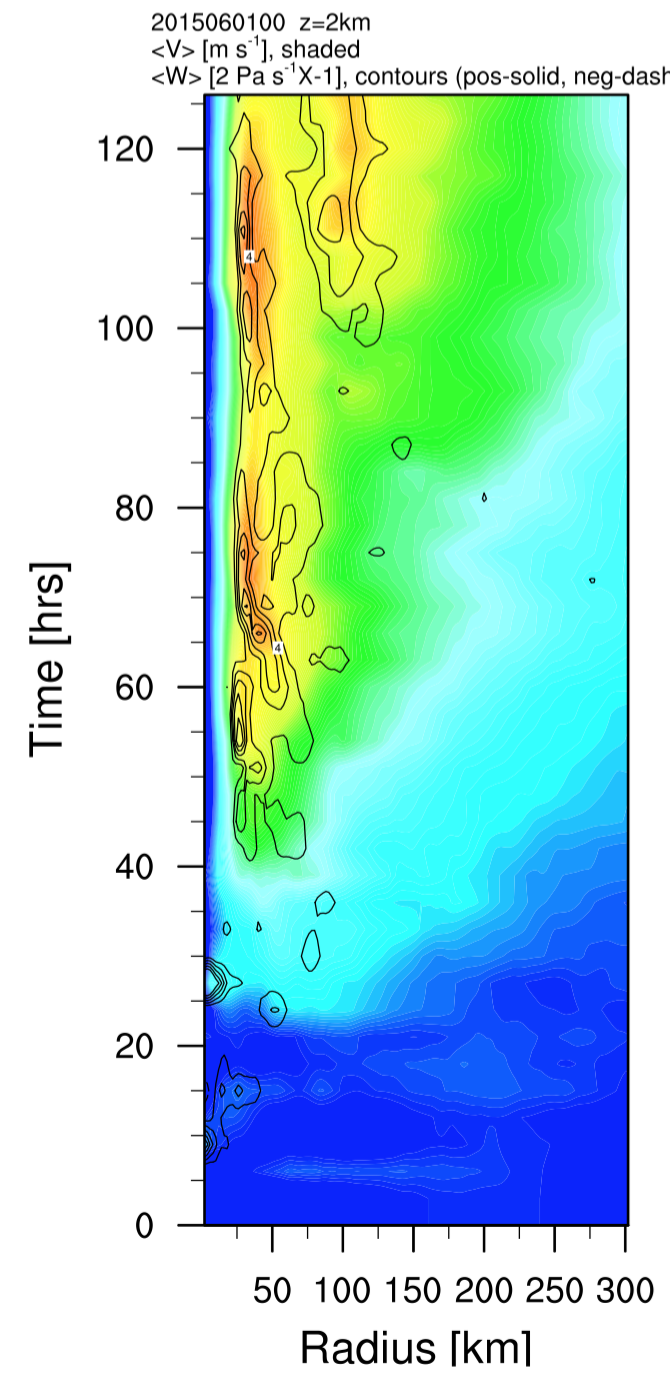 2015060100  z=2km
<V> [m s-1], shaded
<W> [2 Pa s-1X-1], contours (pos-solid, neg-dash
120
100
80
60
40
20
0
Time [hrs]
4
4
50 100 150 200 250 300
Radius [km]